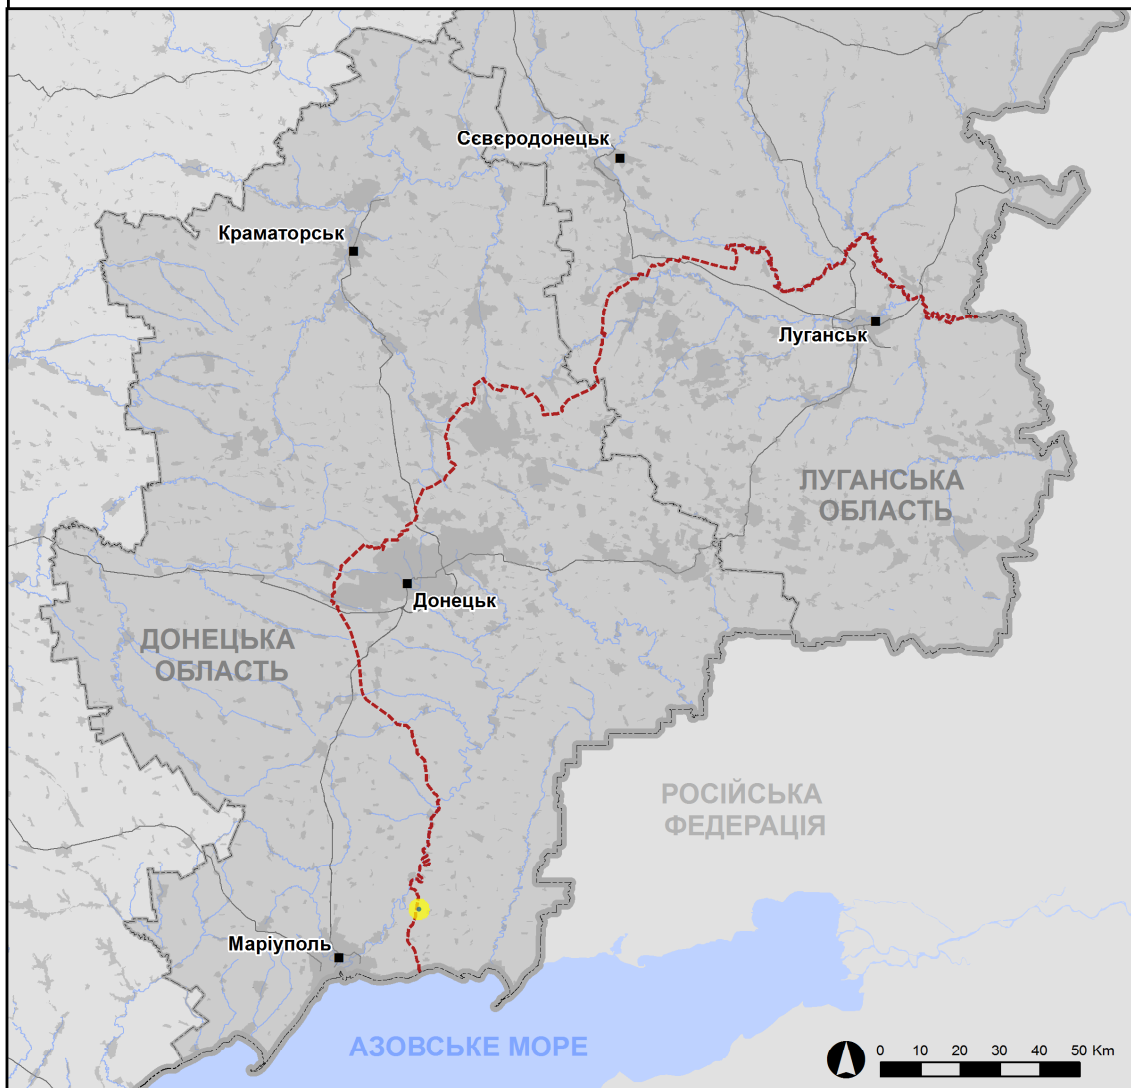 Сєвєродонецьк
Краматорськ
Луганськ
ЛУГАНСЬКА
ОБЛАСТЬ
Донецьк
ДОНЕЦЬКА
ОБЛАСТЬ
РОСІЙСЬКА
ФЕДЕРАЦІЯ
Маріуполь
АЗОВСЬКЕ МОРЕ
0 10 20 30 40 50 Km